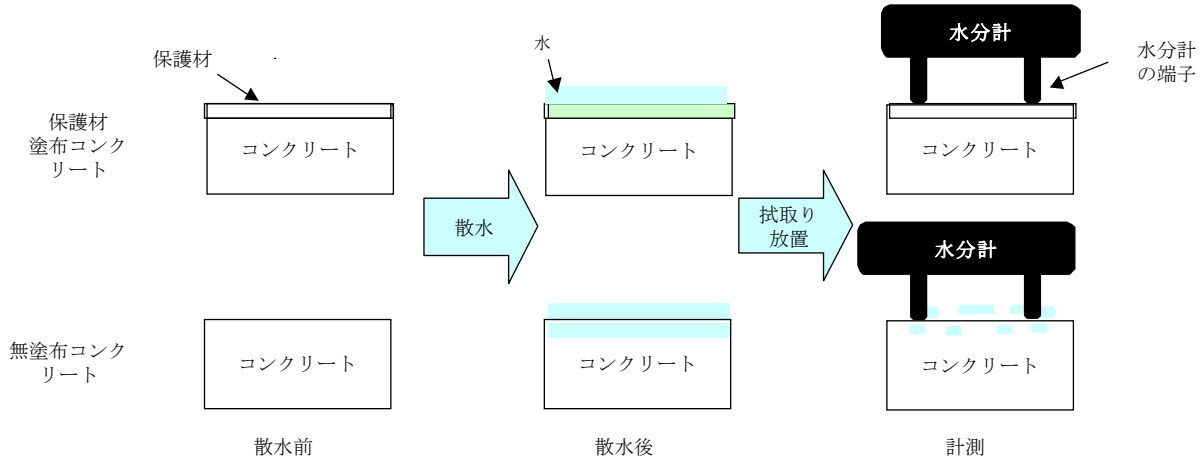 水分計
水
水分計
の端子
保護材
保護材
塗布コンク
リート
コンクリート
コンクリート
コンクリート
散水
拭取り
放置
水分計
無塗布コンク
リート
コンクリート
コンクリート
コンクリート
散水前
散水後
計測